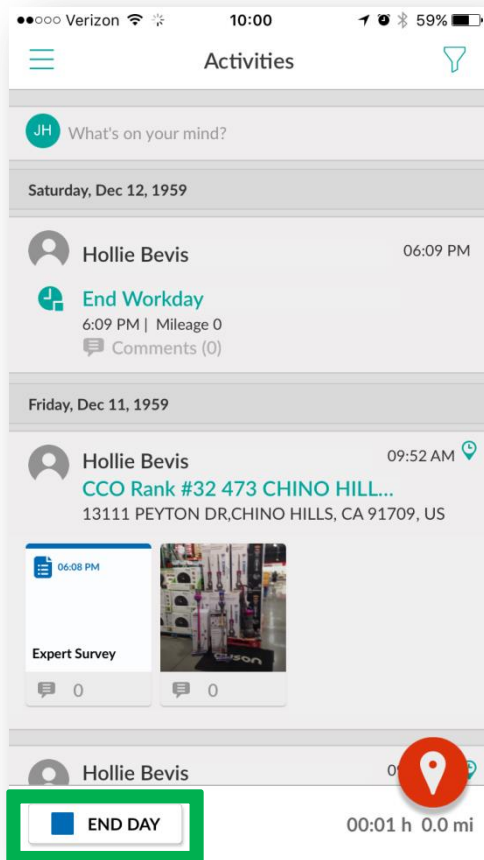 Verizon 10:00 59%
Activities
JH What's on your mind?
Saturday, Dec 12, 1959
Hollie Bevis 06:09 PM
End Workday
6:09 PM | Mileage 0
Comments (0)
Friday, Dec 11, 1959
Hollie Bevis 09:52 AM
CCO Rank #32 473 CHINO HILL...
13111 PEYTON DR,CHINO HILLS, CA 91709, US
06:08 PM
Expert Survey
0 0
Hollie Bevis
END DAY 00:01 h 0.0 mi